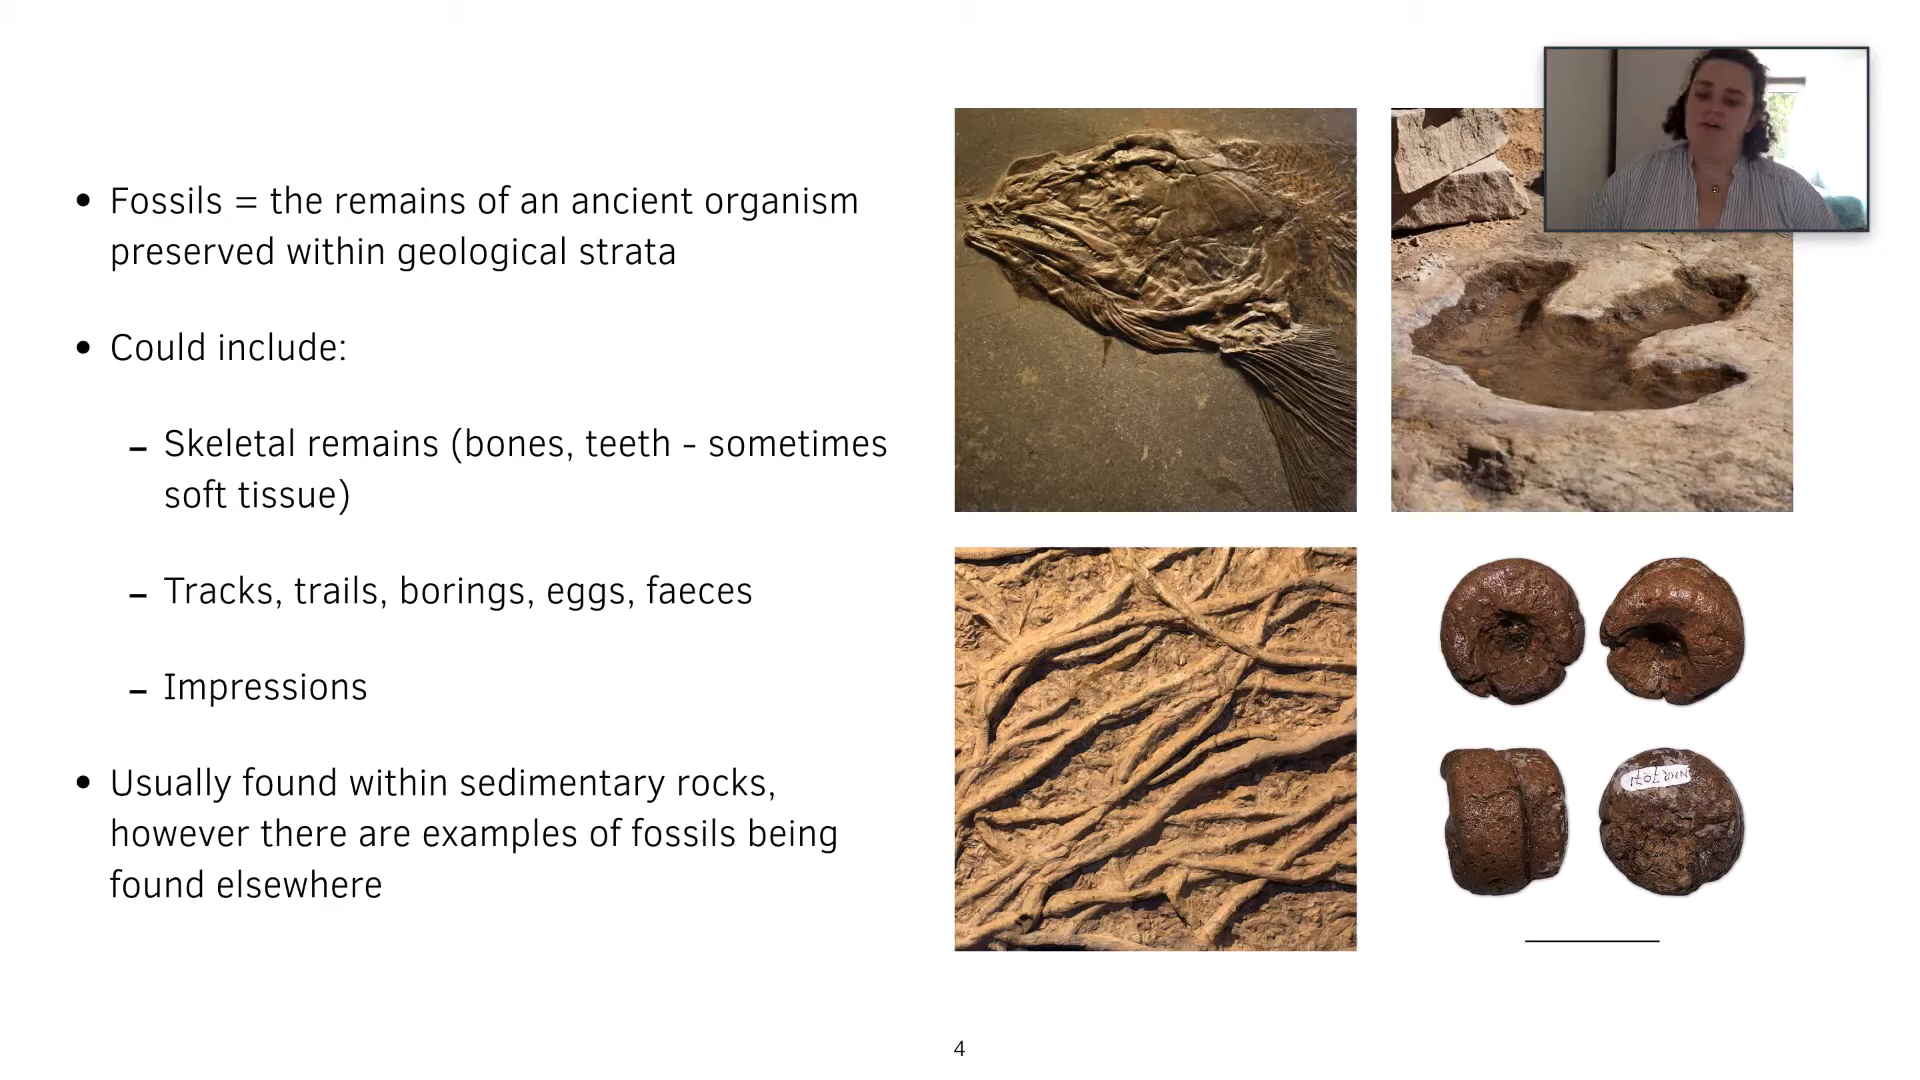 • Fossils = the remains of an ancient organism
preserved within geological strata
• Could include:
– Skeletal remains (bones, teeth - sometimes
soft tissue)
– Tracks, trails, borings, eggs, faeces
– Impressions
• Usually found within sedimentary rocks,
however there are examples of fossils being
found elsewhere
4